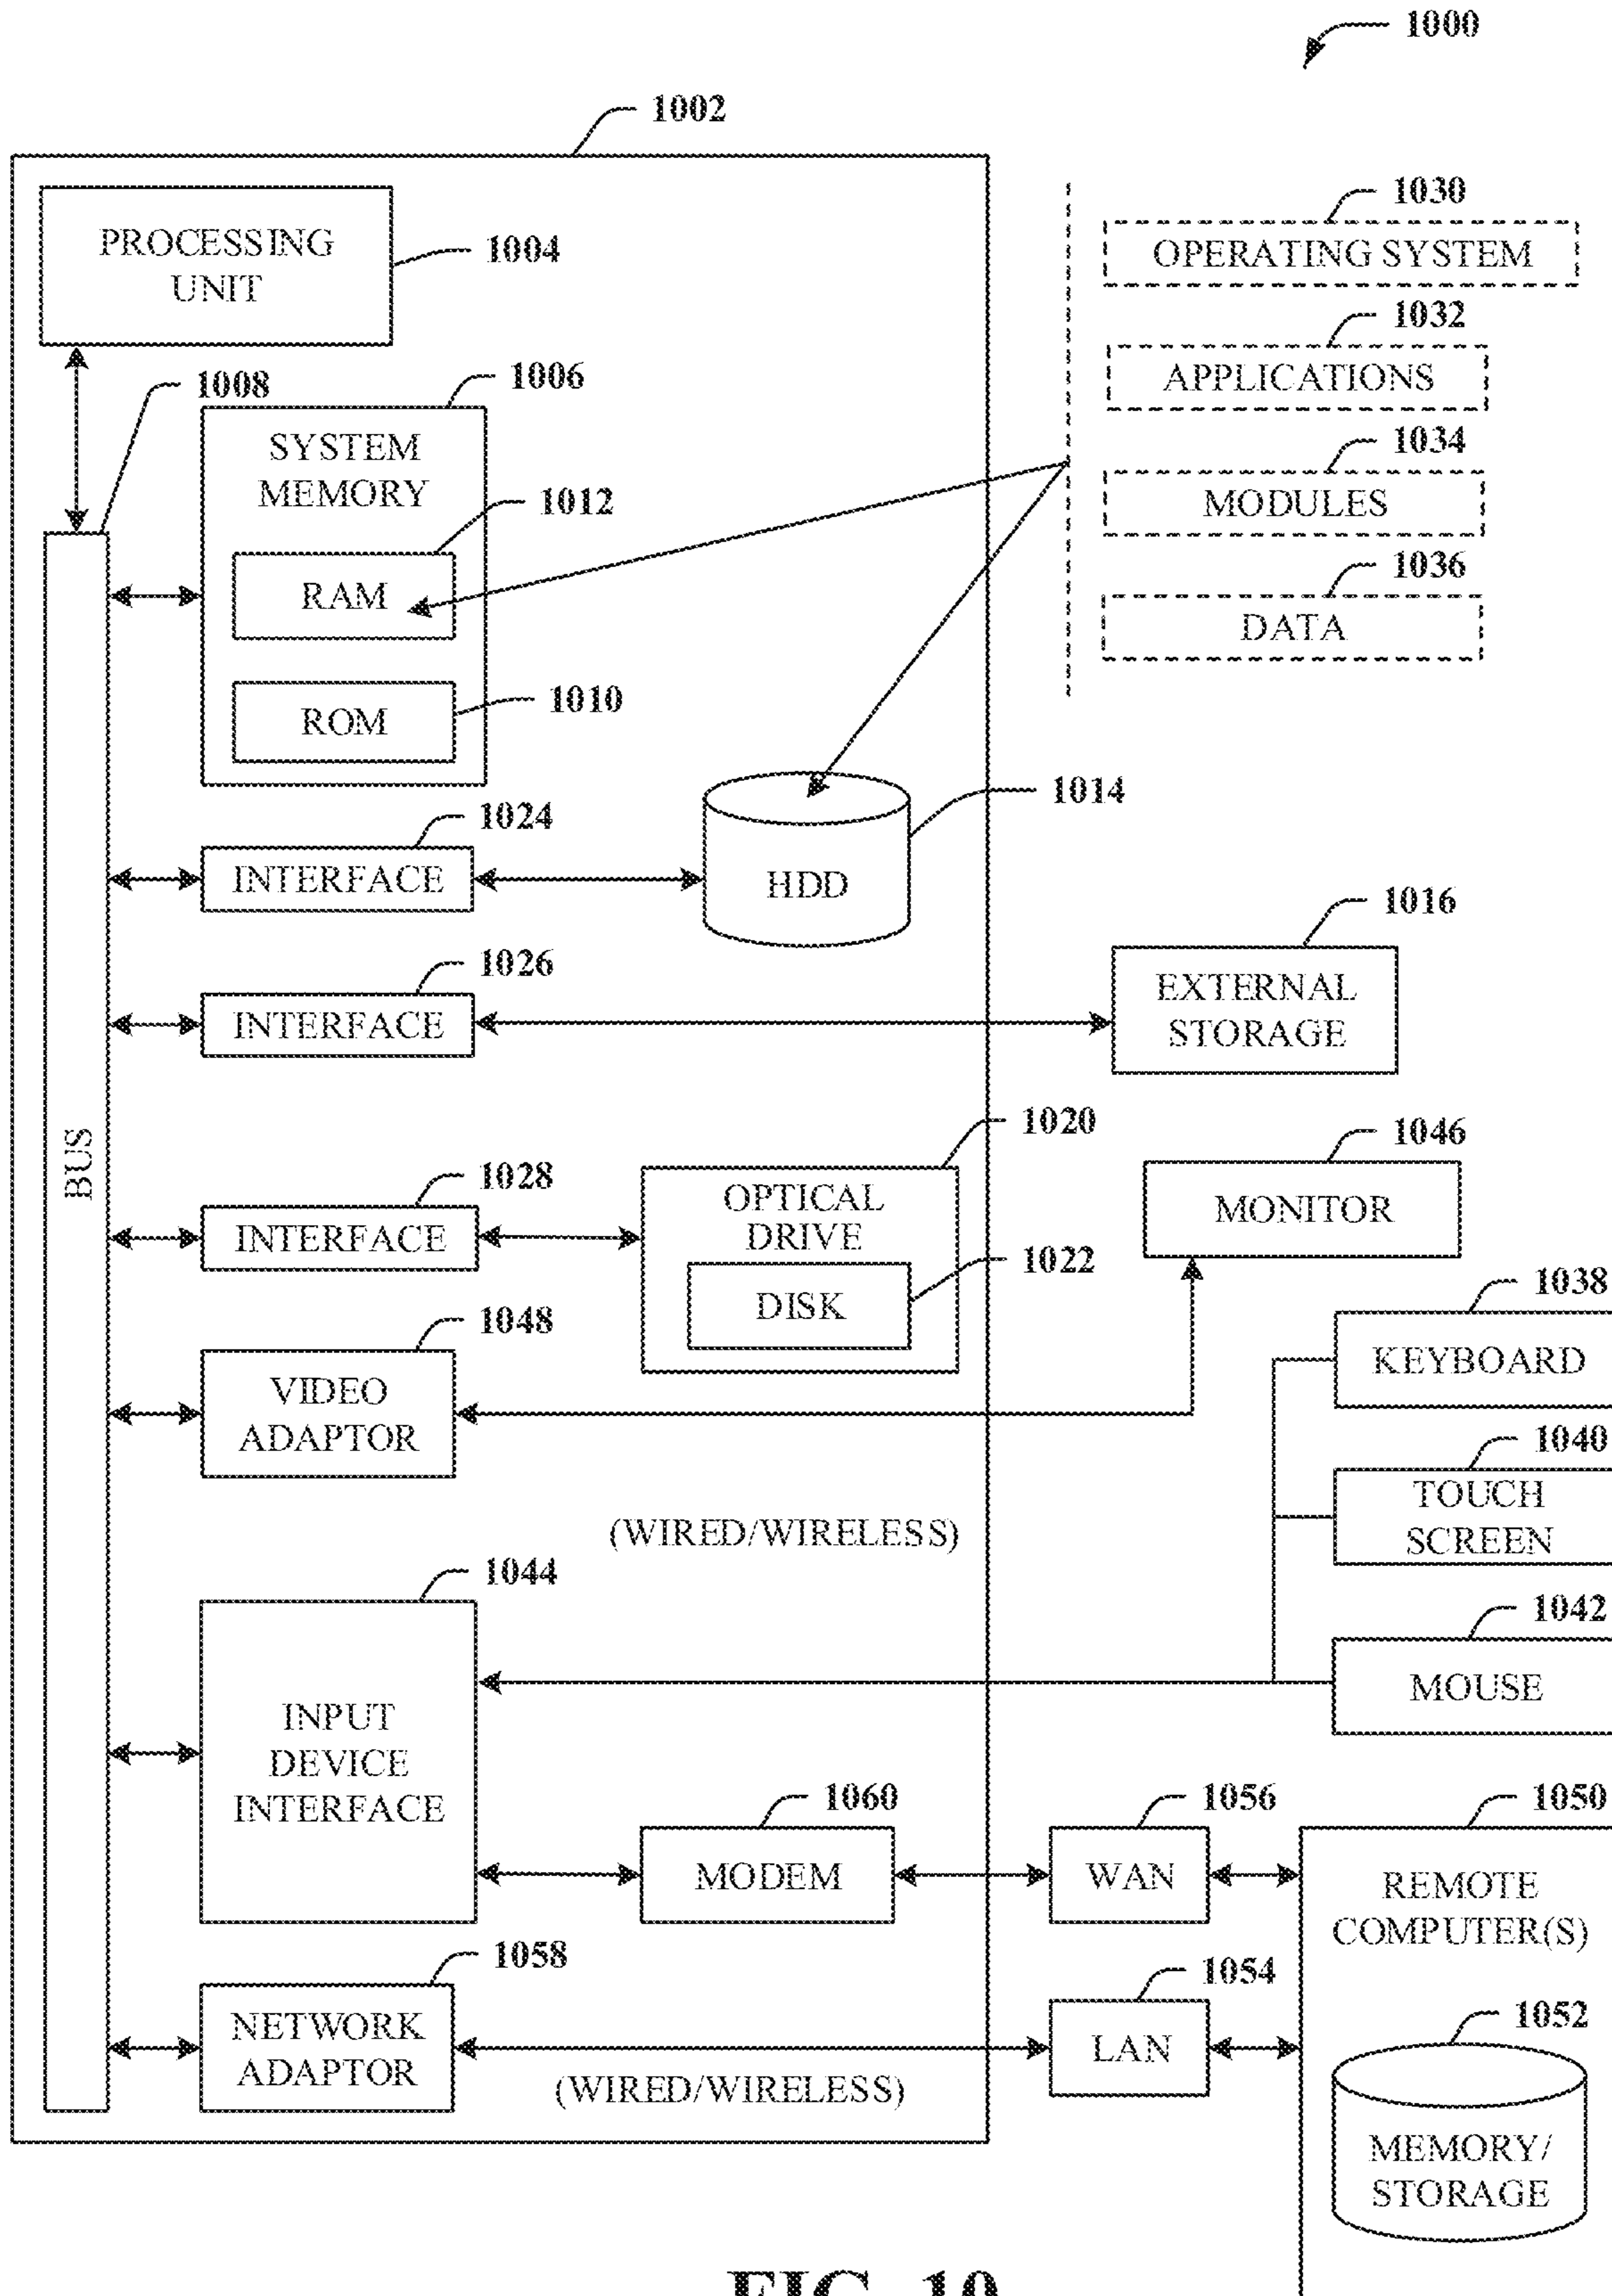 1000
1002
PROCESSING
UNIT
1004
1030
OPERATING SYSTEM
1032
APPLICATIONS
1034
MODULES
1036
DATA
1008
1006
SYSTEM
MEMORY
1012
RAM
1010
ROM
1014
HDD
1024
INTERFACE
1016
EXTERNAL
STORAGE
1026
INTERFACE
BUS
1020
OPTICAL
DRIVE
1022
DISK
1028
INTERFACE
1046
MONITOR
1048
VIDEO
ADAPTOR
1038
KEYBOARD
1040
TOUCH
SCREEN
(WIRED/WIRELESS)
1044
INPUT
DEVICE
INTERFACE
1042
MOUSE
1060
MODEM
1056
WAN
1050
REMOTE
COMPUTER(S)
1058
NETWORK
ADAPTOR
(WIRED/WIRELESS)
1054
LAN
1052
MEMORY/
STORAGE
FIG. 10